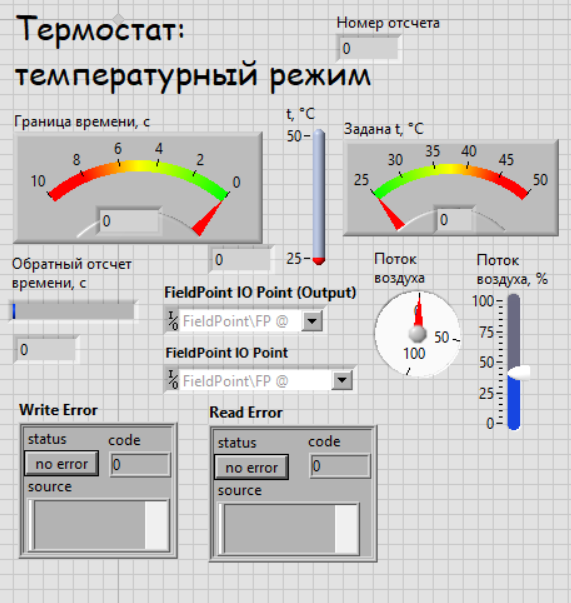 Термостат:
температурный режим
Номер отсчета
0
Граница времени, с
10 8 6 4 2 0
0
t, °C
50
25
0
Задана t, °C
25 30 35 40 45 50
0
Обратный отсчет
времени, с
0
FieldPoint IO Point (Output)
I/0 FieldPoint\FP @
FieldPoint IO Point
I/0 FieldPoint\FP @
Поток
воздуха
0
50
100
Поток
воздуха, %
100
75
50
25
0
Write Error
status code
no error 0
source
Read Error
status code
no error 0
source